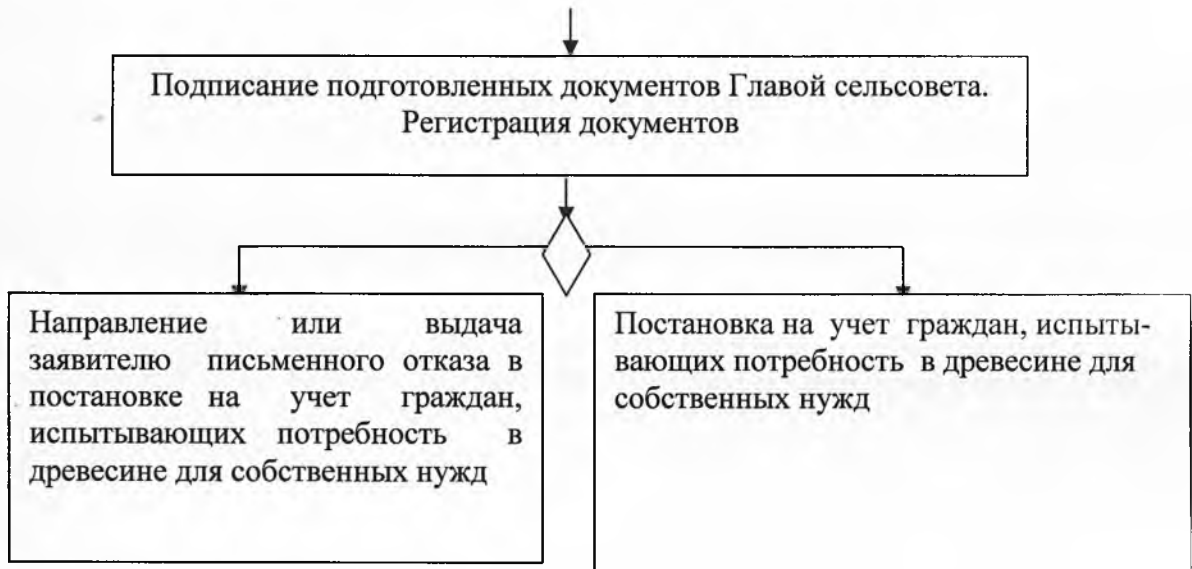 Подписание подготовленных документов Главой сельсовета.
Регистрация документов
Направление или выдача
заявителю письменного отказа в
постановке на учет граждан,
испытывающих потребность в
древесине для собственных нужд
Постановка на учет граждан, испыты-
вающих потребность в древесине для
собственных нужд